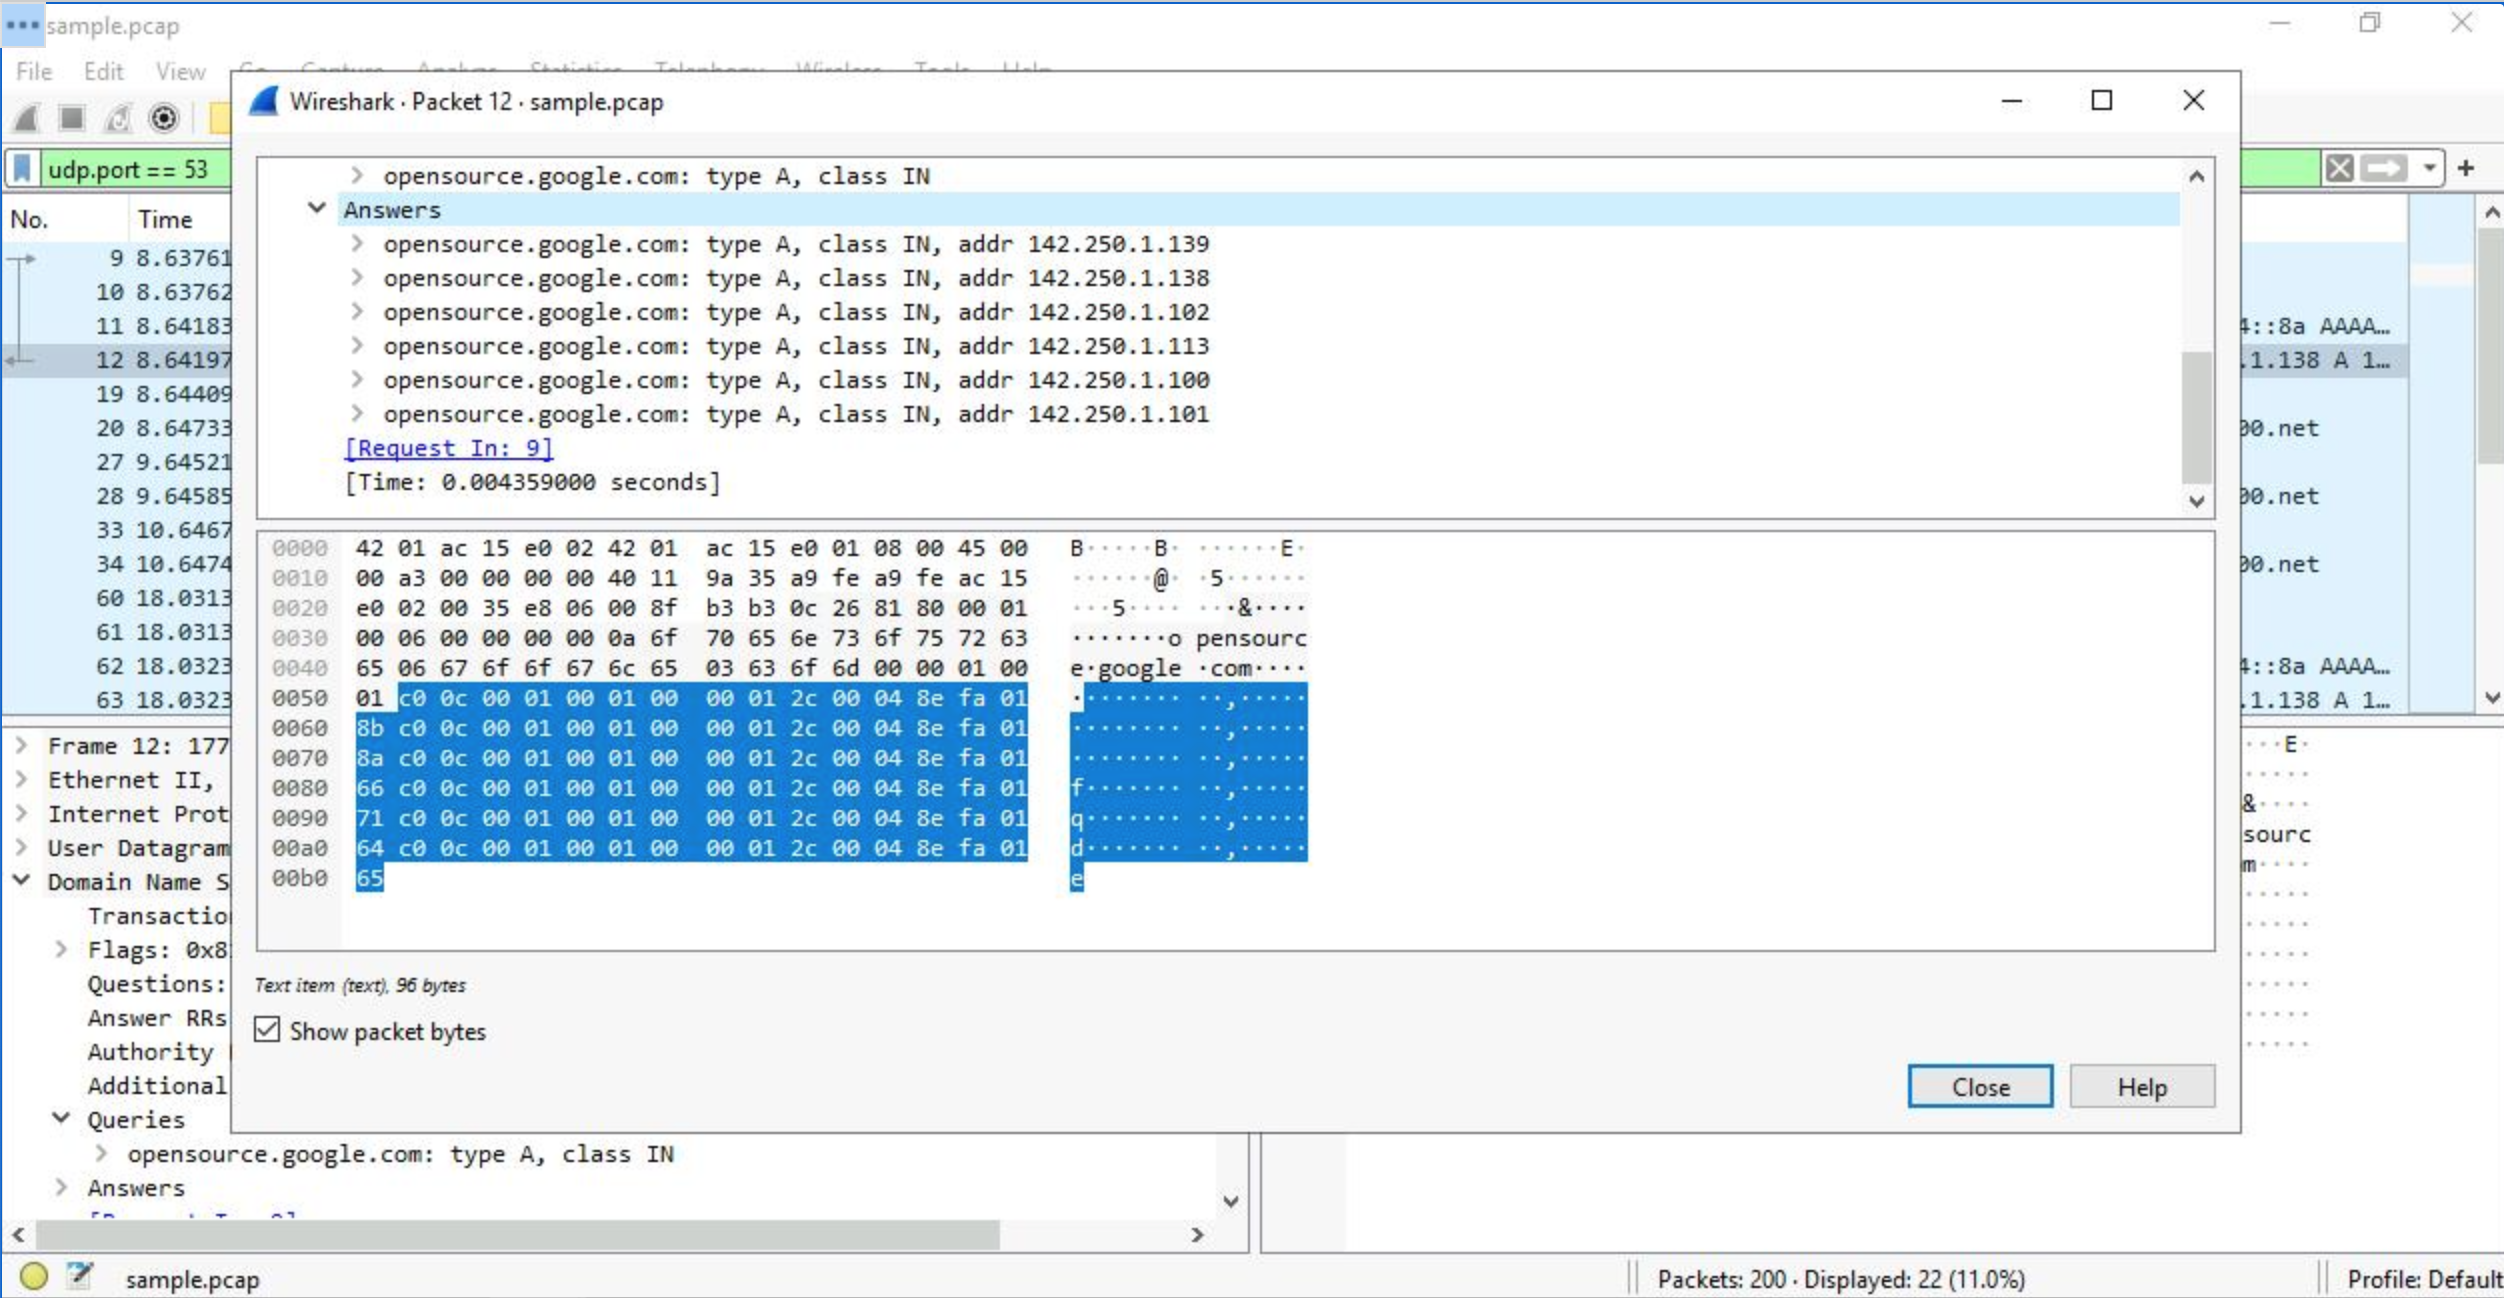 sample.pcap
File Edit View Go Capture Analyze Statistics Telephony Wireless Tools Help
Wireshark · Packet 12 · sample.pcap
udp.port == 53
No. Time
9 8.63761
10 8.63762
11 8.64183
12 8.64197
19 8.64409
20 8.64733
27 9.64521
28 9.64585
33 10.6467
34 10.6474
60 18.0313
61 18.0313
62 18.0323
63 18.0323
opensource.google.com: type A, class IN
Answers
opensource.google.com: type A, class IN, addr 142.250.1.139
opensource.google.com: type A, class IN, addr 142.250.1.138
opensource.google.com: type A, class IN, addr 142.250.1.102
opensource.google.com: type A, class IN, addr 142.250.1.113
opensource.google.com: type A, class IN, addr 142.250.1.100
opensource.google.com: type A, class IN, addr 142.250.1.101
[Request In: 9]
[Time: 0.004359000 seconds]
0000 42 01 ac 15 e0 02 42 01 ac 15 e0 01 08 00 45 00 B·····B· ······E·
0010 00 a3 00 00 00 00 40 11 9a 35 a9 fe a9 fe ac 15 ······@· ·5······
0020 e0 02 00 35 e8 06 00 8f b3 b3 0c 26 81 80 00 01 ···5···· ···&····
0030 00 06 00 00 00 00 0a 6f 70 65 6e 73 6f 75 72 63 ·······o pensourc
0040 65 06 67 6f 6f 67 6c 65 03 63 6f 6d 00 00 01 00 e·google ·com····
0050 01 c0 0c 00 01 00 01 00 00 01 2c 00 04 8e fa 01 ········ ··,·····
0060 8b c0 0c 00 01 00 01 00 00 01 2c 00 04 8e fa 01 ········ ··,·····
0070 8a c0 0c 00 01 00 01 00 00 01 2c 00 04 8e fa 01 ········ ··,·····
0080 66 c0 0c 00 01 00 01 00 00 01 2c 00 04 8e fa 01 f······· ··,·····
0090 71 c0 0c 00 01 00 01 00 00 01 2c 00 04 8e fa 01 q······· ··,·····
00a0 64 c0 0c 00 01 00 01 00 00 01 2c 00 04 8e fa 01 d······· ··,·····
00b0 65 e
Text item (text), 96 bytes
Show packet bytes
Close Help
4::8a AAAA…
.1.138 A 1…
00.net
00.net
00.net
4::8a AAAA…
.1.138 A 1…
···E·
·····
&····
sourc
m····
·····
·····
·····
·····
·····
·····
Frame 12: 177
Ethernet II,
Internet Prot
User Datagram
Domain Name S
Transactio
Flags: 0x8
Questions:
Answer RRs
Authority
Additional
Queries
opensource.google.com: type A, class IN
Answers
sample.pcap
Packets: 200 · Displayed: 22 (11.0%)
Profile: Default